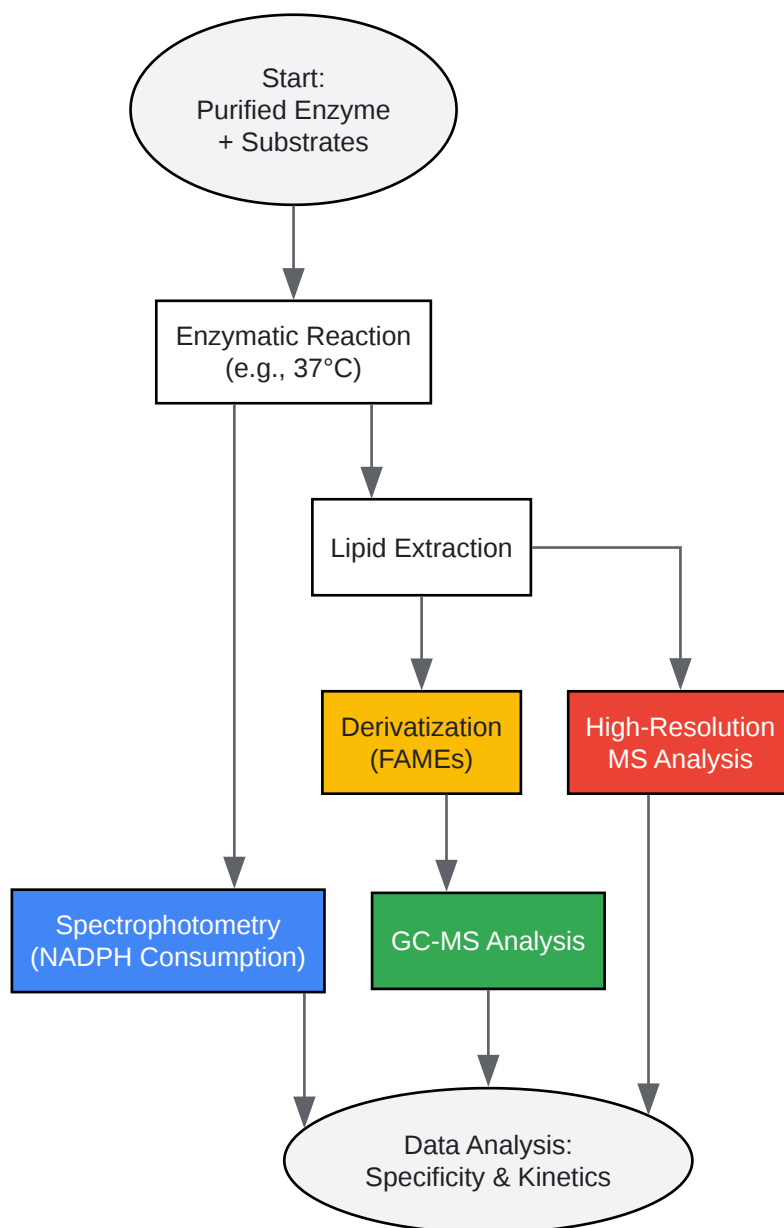 Start:
Purified Enzyme
+ Substrates
Enzymatic Reaction
(e.g., 37°C)
Lipid Extraction
Derivatization
(FAMEs)
High-Resolution
MS Analysis
Spectrophotometry
(NADPH Consumption)
GC-MS Analysis
Data Analysis:
Specificity & Kinetics